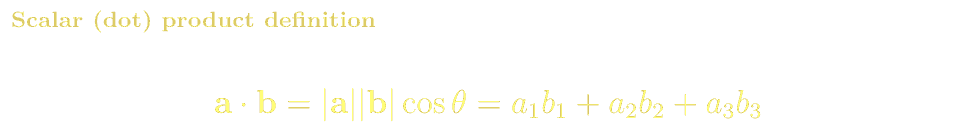 Scalar (dot) product definition
a · b = |a||b| cos θ = a₁b₁ + a₂b₂ + a₃b₃